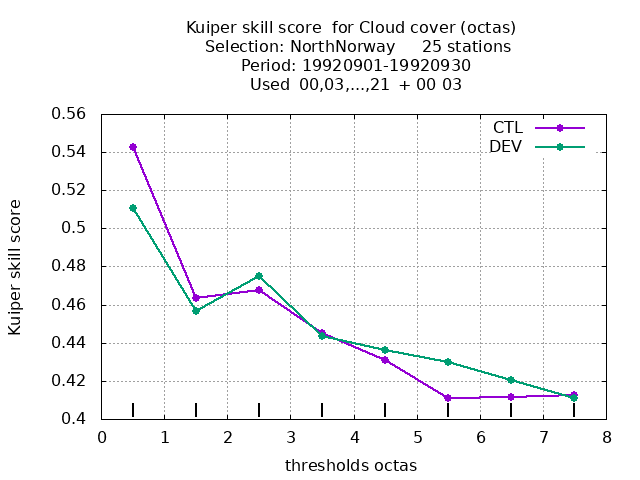 Kuiper skill score  for Cloud cover (octas)
Selection: NorthNorway     25 stations
Period: 19920901-19920930
Used  00,03,...,21  + 00 03
CTL
DEV
0.56
0.54
0.52
0.5
0.48
0.46
0.44
0.42
0.4
Kuiper skill score
0 1 2 3 4 5 6 7 8
thresholds octas